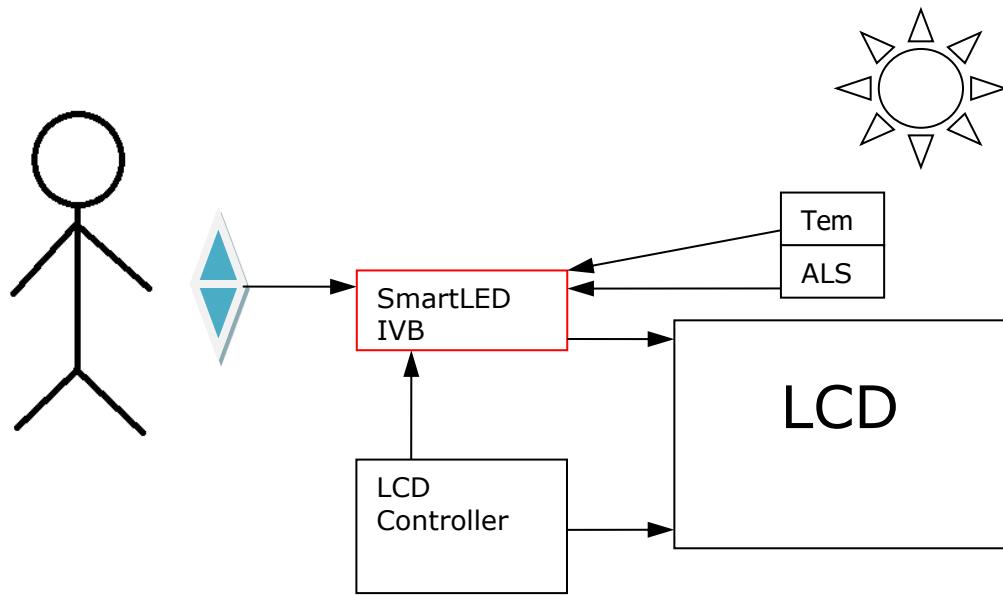 Tem
ALS
SmartLED
IVB
LCD
LCD
Controller